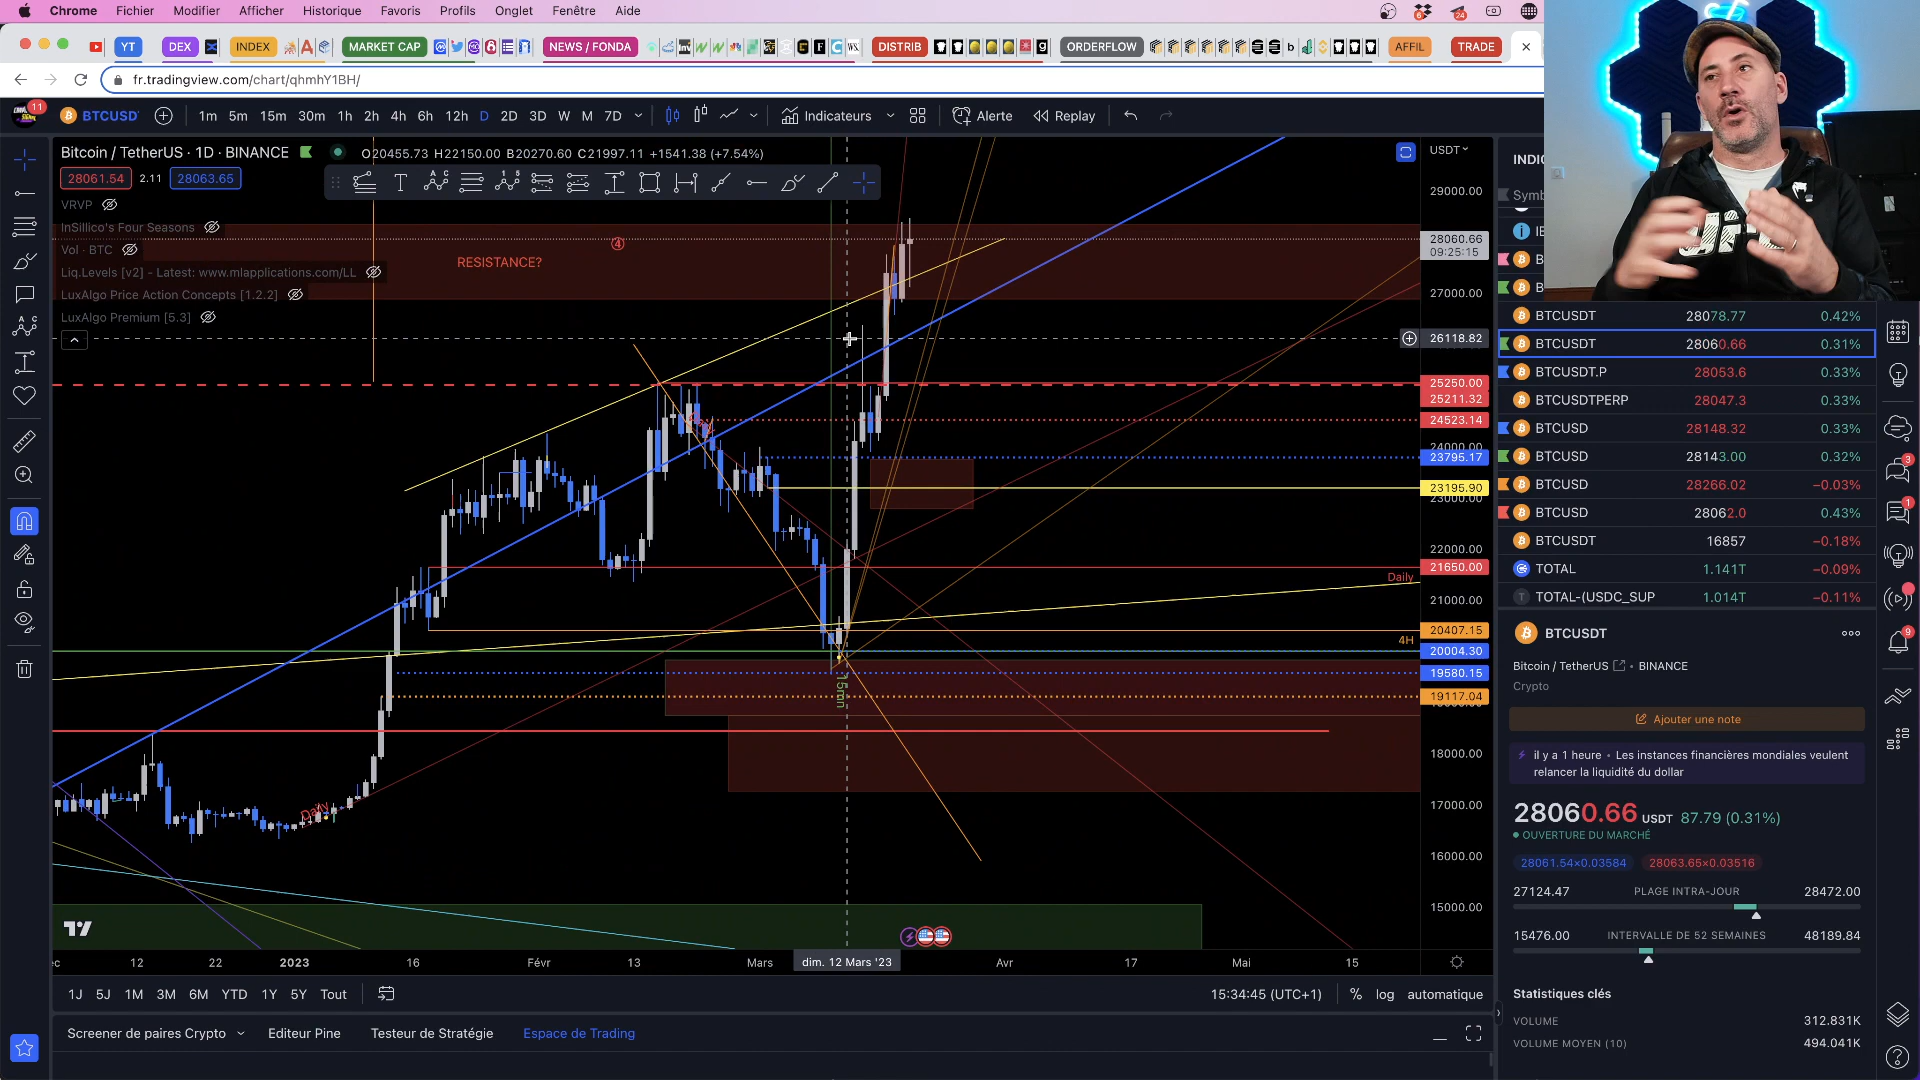 Chrome Fichier Modifier Afficher Historique Favoris Profils Onglet Fenêtre Aide
6 24
YT DEX INDEX MARKET CAP NEWS / FONDA DISTRIB ORDERFLOW AFFIL TRADE
fr.tradingview.com/chart/qhmhY1BH/
11 BTCUSD 1m 5m 15m 30m 1h 2h 4h 6h 12h D 2D 3D W M 7D Indicateurs Alerte Replay
Bitcoin / TetherUS · 1D · BINANCE O20455.73 H22150.00 B20270.60 C21997.11 +1541.38 (+7.54%)
28061.54 2.11 28063.65
VRVP
InSillico's Four Seasons
Vol · BTC
Liq.Levels [v2] - Latest: www.mlapplications.com/LL
LuxAlgo Price Action Concepts [1.2.2]
LuxAlgo Premium [5.3]
RESISTANCE?
4
Daily
Daily
Daily
4H
15mn
USDT
29000.00
28060.66
09:25:15
27000.00
26118.82
25250.00
25211.32
24523.14
24000.00
23795.17
23195.90
23000.00
22000.00
21650.00
21000.00
20407.15
20004.30
19580.15
19117.04
18000.00
17000.00
16000.00
15000.00
12 22 2023 16 Févr 13 Mars dim. 12 Mars '23 Avr 17 Mai 15
1J 5J 1M 3M 6M YTD 1Y 5Y Tout 15:34:45 (UTC+1) % log automatique
Screener de paires Crypto Editeur Pine Testeur de Stratégie Espace de Trading
INDI
Symb
BTCUSDT 28078.77 0.42%
BTCUSDT 28060.66 0.31%
BTCUSDT.P 28053.6 0.33%
BTCUSDTPERP 28047.3 0.33%
BTCUSD 28148.32 0.33%
BTCUSD 28143.00 0.32%
BTCUSD 28266.02 −0.03%
BTCUSD 28062.0 0.43%
BTCUSDT 16857 −0.18%
TOTAL 1.141T −0.09%
TOTAL-(USDC_SUP 1.014T −0.11%
BTCUSDT
Bitcoin / TetherUS • BINANCE
Crypto
Ajouter une note
il y a 1 heure • Les instances financières mondiales veulent
relancer la liquidité du dollar
28060.66 USDT 87.79 (0.31%)
OUVERTURE DU MARCHÉ
28061.54×0.03584 28063.65×0.03516
27124.47 PLAGE INTRA-JOUR 28472.00
15476.00 INTERVALLE DE 52 SEMAINES 48189.84
Statistiques clés
VOLUME 312.831K
VOLUME MOYEN (10) 494.041K
3
1
9